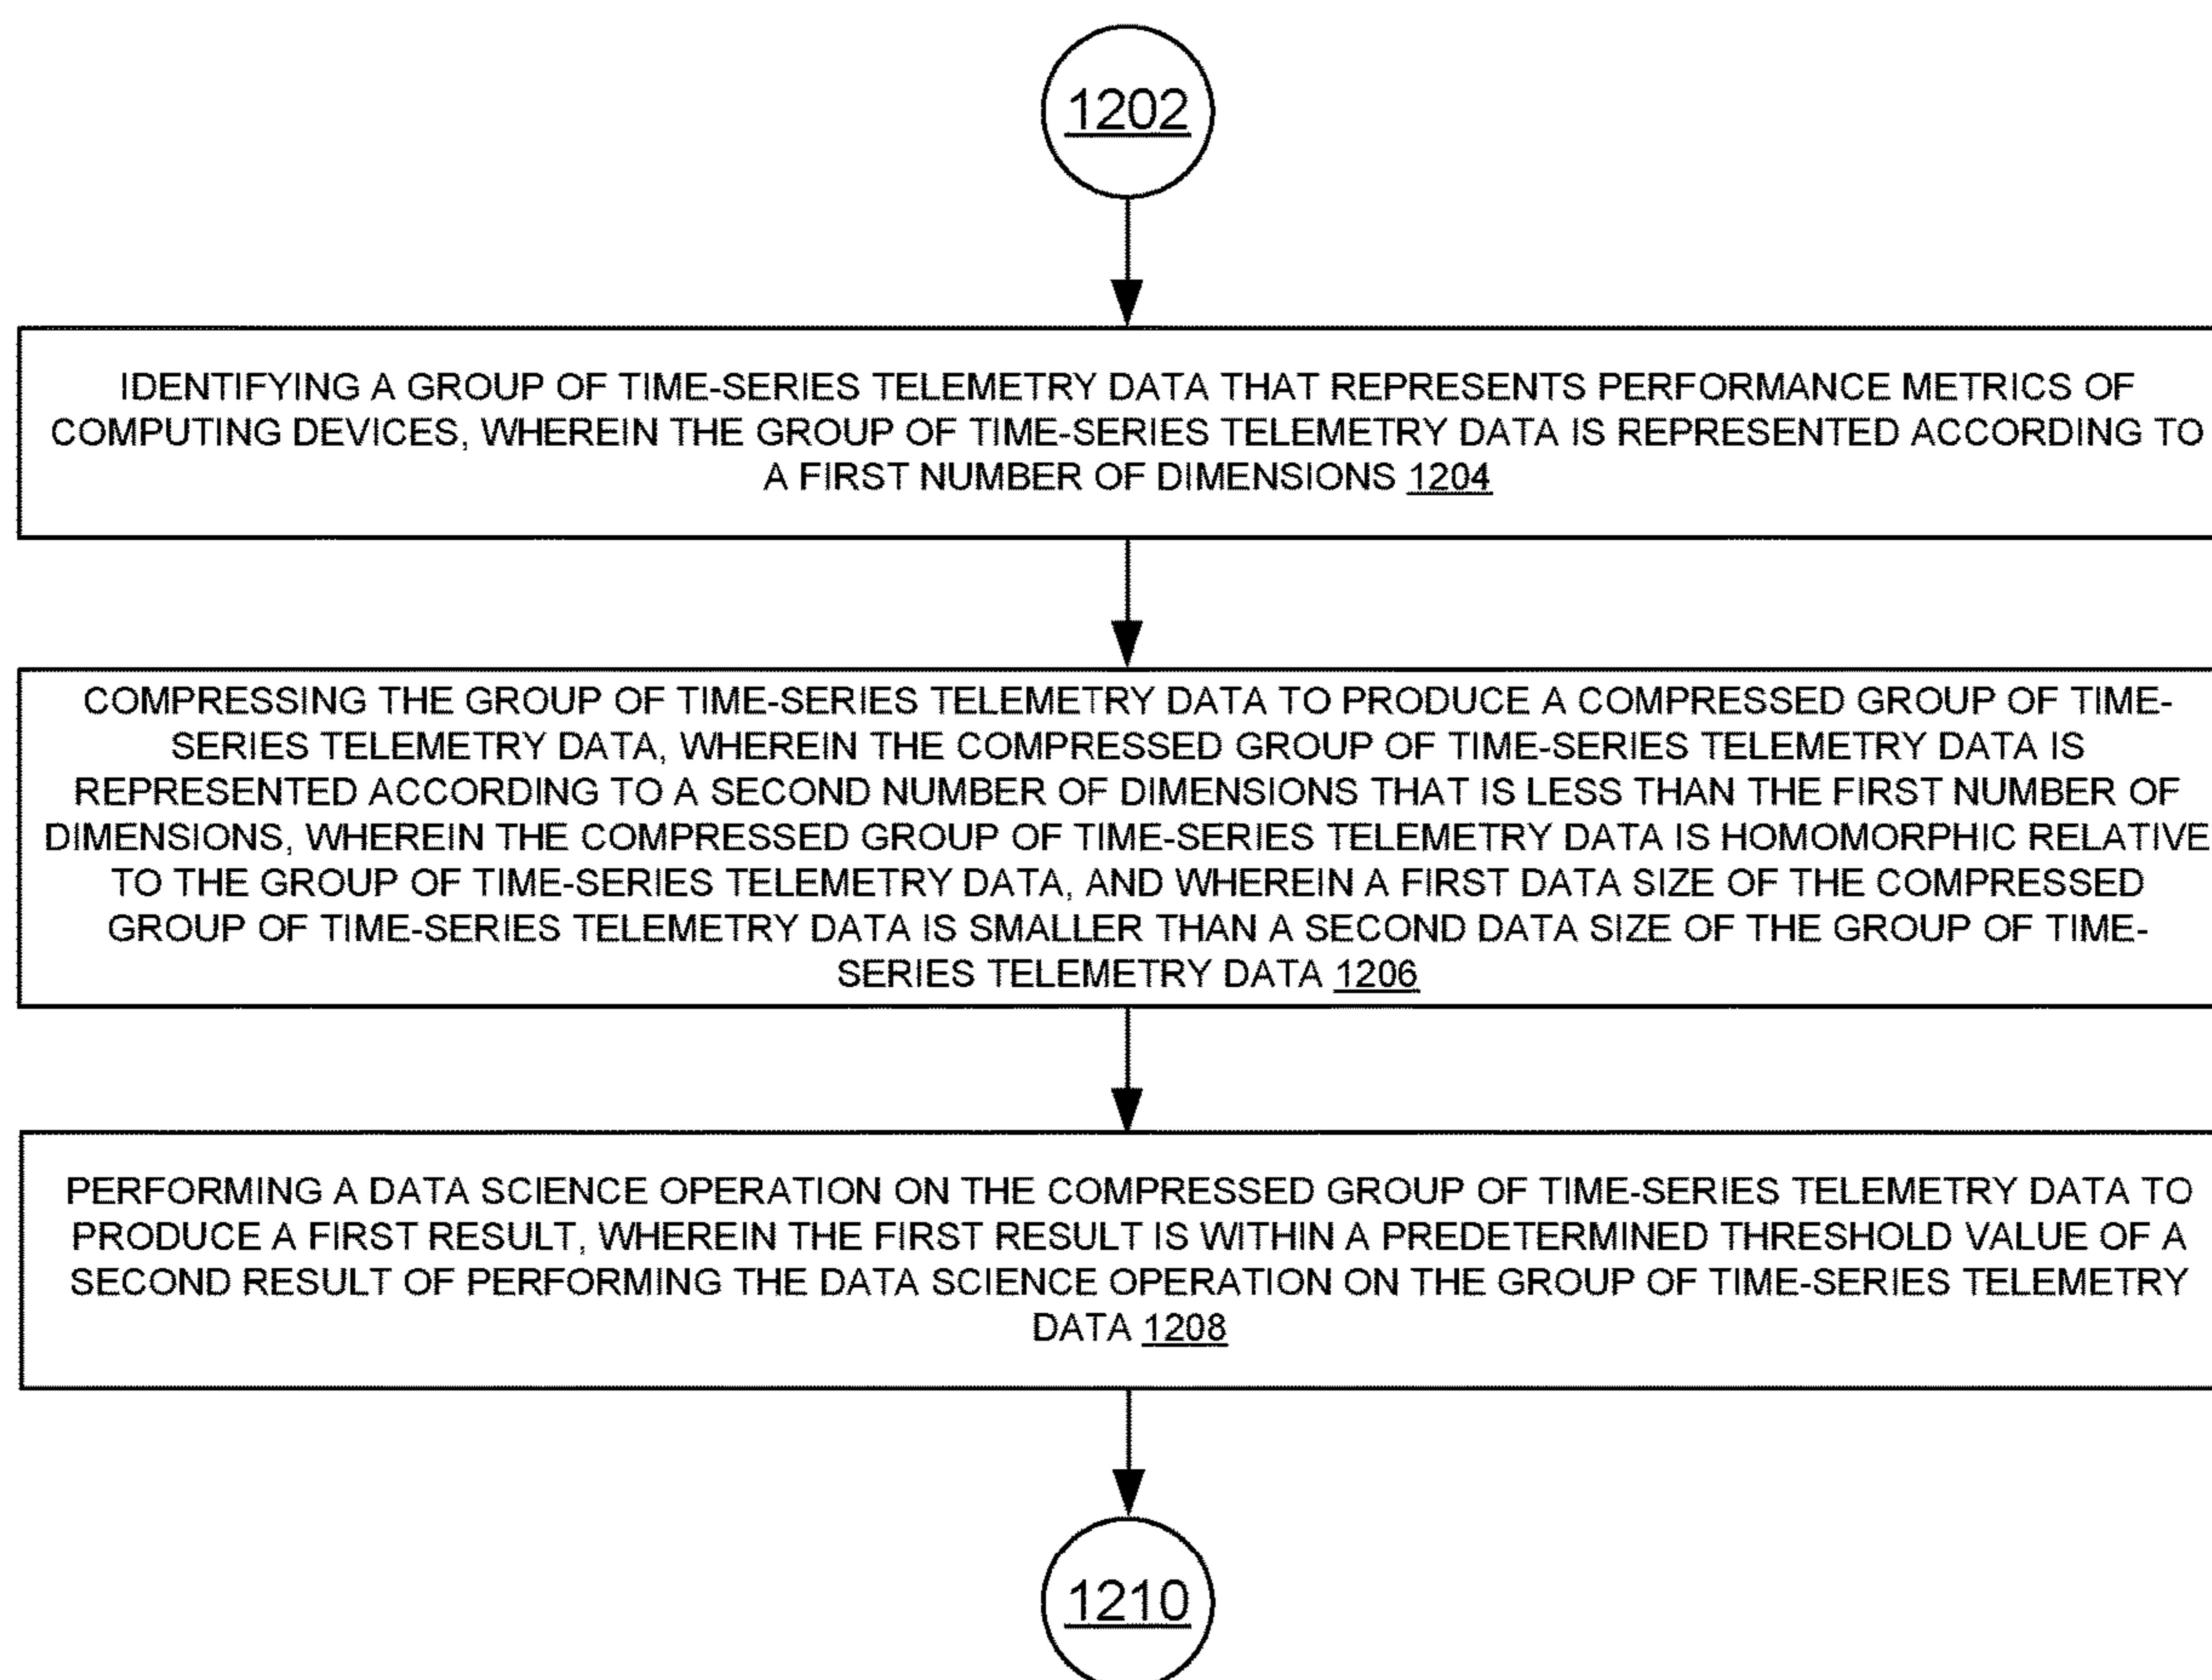 1202
IDENTIFYING A GROUP OF TIME-SERIES TELEMETRY DATA THAT REPRESENTS PERFORMANCE METRICS OF
COMPUTING DEVICES, WHEREIN THE GROUP OF TIME-SERIES TELEMETRY DATA IS REPRESENTED ACCORDING TO
A FIRST NUMBER OF DIMENSIONS 1204
COMPRESSING THE GROUP OF TIME-SERIES TELEMETRY DATA TO PRODUCE A COMPRESSED GROUP OF TIME-
SERIES TELEMETRY DATA, WHEREIN THE COMPRESSED GROUP OF TIME-SERIES TELEMETRY DATA IS
REPRESENTED ACCORDING TO A SECOND NUMBER OF DIMENSIONS THAT IS LESS THAN THE FIRST NUMBER OF
DIMENSIONS, WHEREIN THE COMPRESSED GROUP OF TIME-SERIES TELEMETRY DATA IS HOMOMORPHIC RELATIVE
TO THE GROUP OF TIME-SERIES TELEMETRY DATA, AND WHEREIN A FIRST DATA SIZE OF THE COMPRESSED
GROUP OF TIME-SERIES TELEMETRY DATA IS SMALLER THAN A SECOND DATA SIZE OF THE GROUP OF TIME-
SERIES TELEMETRY DATA 1206
PERFORMING A DATA SCIENCE OPERATION ON THE COMPRESSED GROUP OF TIME-SERIES TELEMETRY DATA TO
PRODUCE A FIRST RESULT, WHEREIN THE FIRST RESULT IS WITHIN A PREDETERMINED THRESHOLD VALUE OF A
SECOND RESULT OF PERFORMING THE DATA SCIENCE OPERATION ON THE GROUP OF TIME-SERIES TELEMETRY
DATA 1208
1210